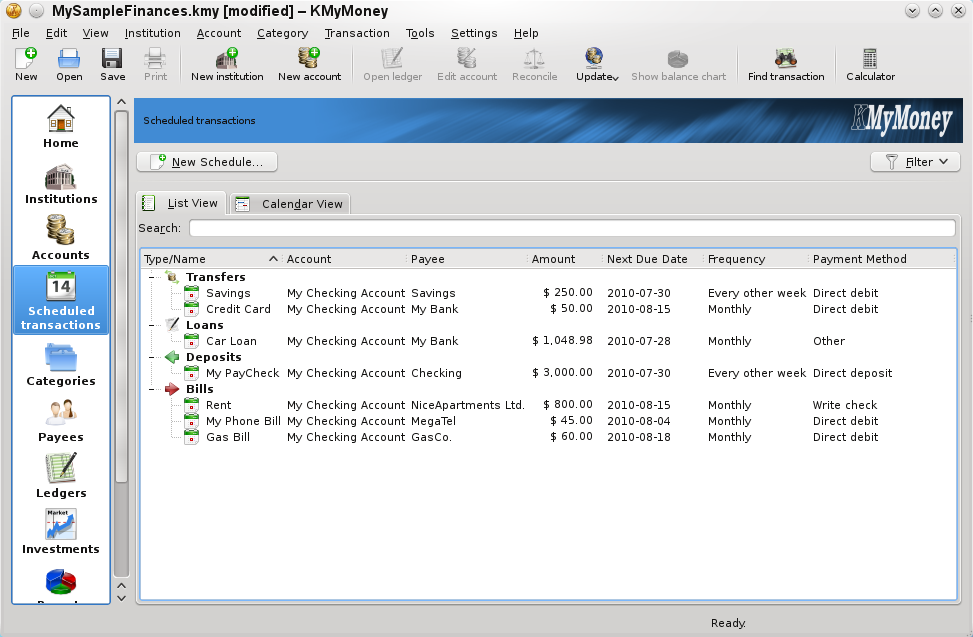 MySampleFinances.kmy [modified] – KMyMoney
File Edit View Institution Account Category Transaction Tools Settings Help
New Open Save Print New institution New account Open ledger Edit account Reconcile Update Show balance chart Find transaction Calculator
Home
Institutions
Accounts
14
Scheduled
transactions
Categories
Payees
Ledgers
Market
Investments
Scheduled transactions KMyMoney
New Schedule... Filter
List View Calendar View
Search:
Type/Name Account Payee Amount Next Due Date Frequency Payment Method
Transfers
Savings My Checking Account Savings $ 250.00 2010-07-30 Every other week Direct debit
Credit Card My Checking Account My Bank $ 50.00 2010-08-15 Monthly Direct debit
Loans
Car Loan My Checking Account My Bank $ 1,048.98 2010-07-28 Monthly Other
Deposits
My PayCheck My Checking Account Checking $ 3,000.00 2010-07-30 Every other week Direct deposit
Bills
Rent My Checking Account NiceApartments Ltd. $ 800.00 2010-08-15 Monthly Write check
My Phone Bill My Checking Account MegaTel $ 45.00 2010-08-04 Monthly Direct debit
Gas Bill My Checking Account GasCo. $ 60.00 2010-08-18 Monthly Direct debit
Ready.